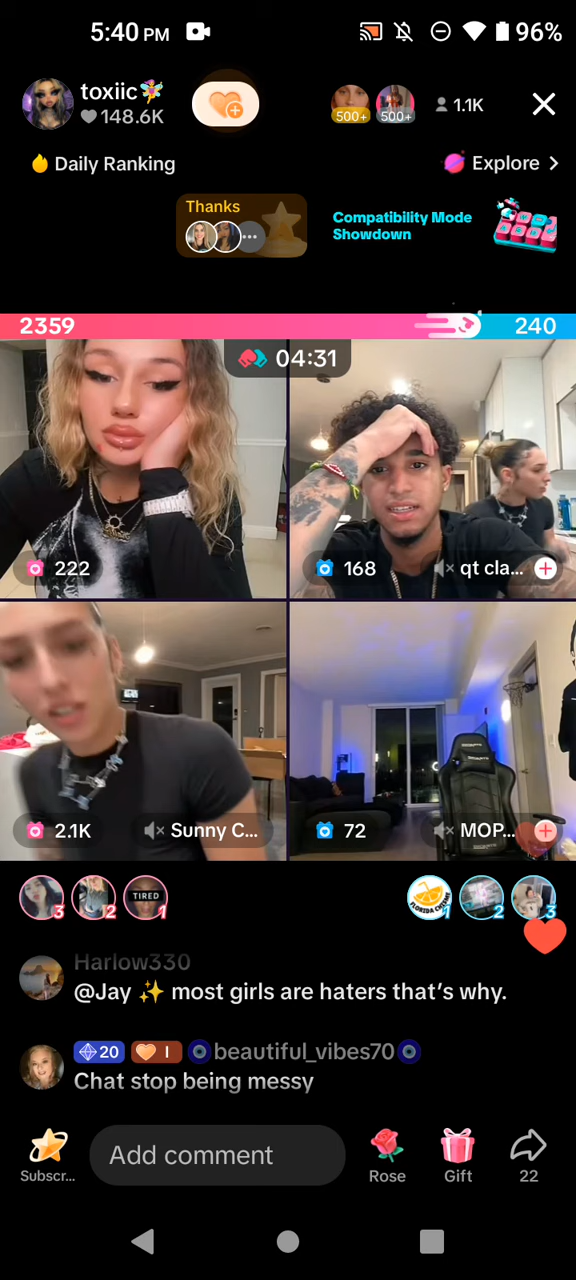 5:40 PM
96%
toxiic🧚
148.6K
500+
500+
1.1K
Daily Ranking
Explore >
Thanks
Compatibility Mode
Showdown
2359
240
04:31
222
168
qt cla...
2.1K
Sunny C...
72
MOP...
3
2
TIRED
1
FLORIDA
1
2
3
Harlow330
@Jay ✨ most girls are haters that's why.
20
I
🧿beautiful_vibes70🧿
Chat stop being messy
Subscr...
Add comment
Rose
Gift
22